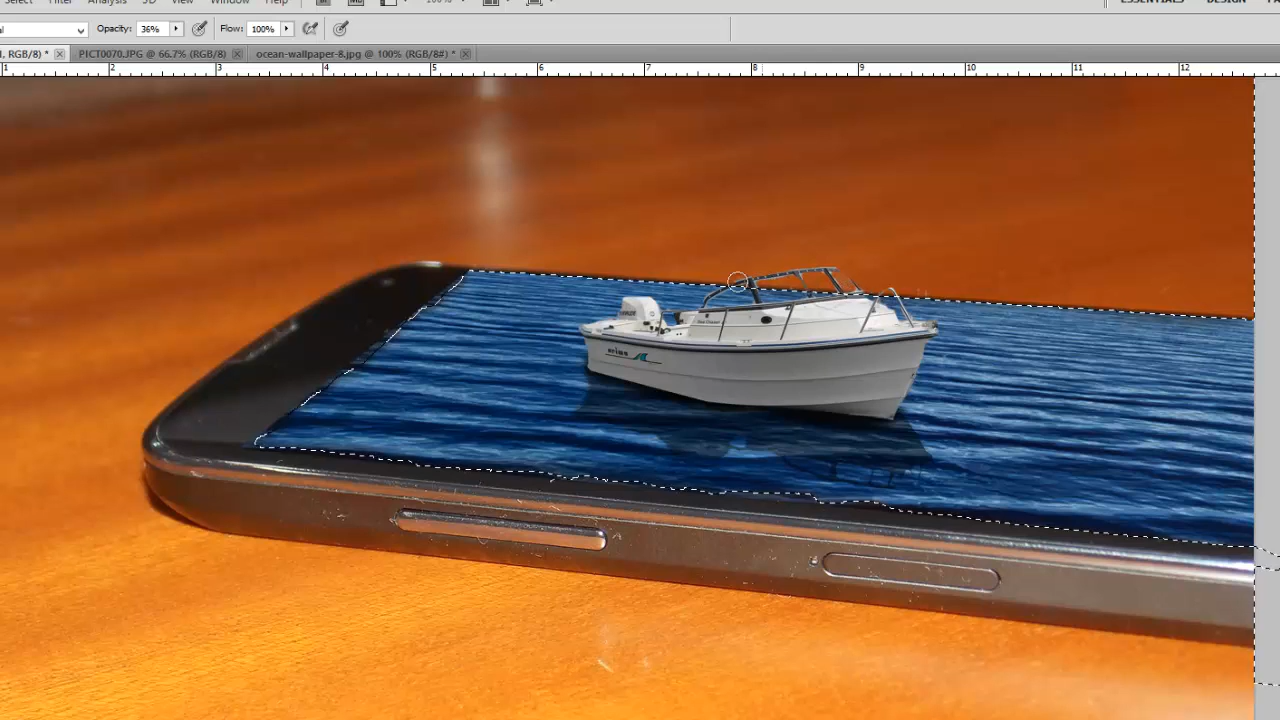 Select Filter Analysis 3D View Window Help 100% ESSENTIALS DESIGN
Opacity: 36% Flow: 100%
RGB/8) * PICT0070.JPG @ 66.7% (RGB/8) ocean-wallpaper-8.jpg @ 100% (RGB/8#) *
1 2 3 4 5 6 7 8 9 10 11 12
arima